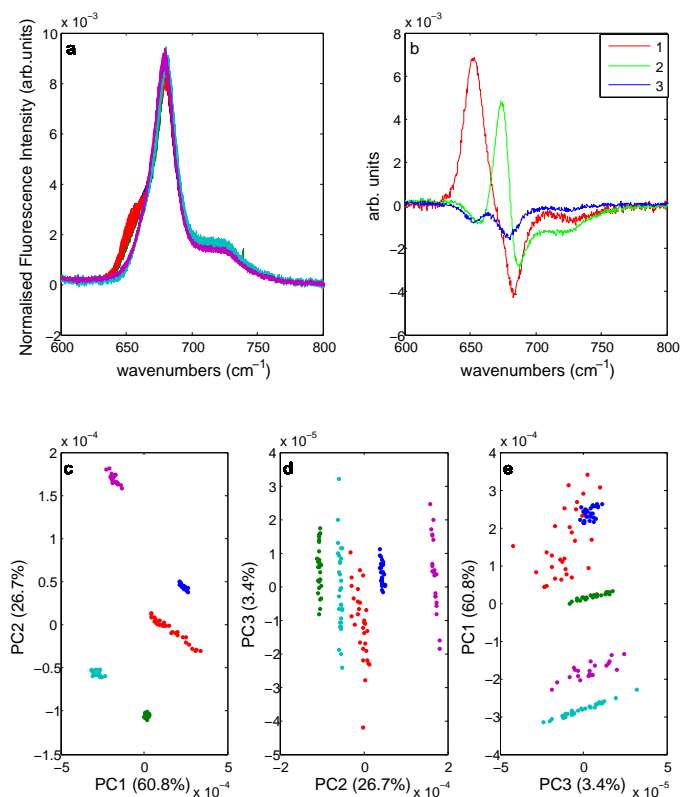 x 10⁻³
x 10⁻³
a
b
10
8
6
4
2
0
−2
8
6
4
2
0
−2
−4
−6
1
2
3
Normalised Fluorescence Intensity (arb.units)
arb. units
600 650 700 750 800
600 650 700 750 800
wavenumbers (cm⁻¹)
wavenumbers (cm⁻¹)
x 10⁻⁴
x 10⁻⁵
x 10⁻⁴
c
d
e
2
1.5
1
0.5
0
−0.5
−1
−1.5
5
4
3
2
1
0
−1
−2
−3
−4
−5
4
3
2
1
0
−1
−2
−3
−4
PC2 (26.7%)
PC3 (3.4%)
PC1 (60.8%)
−5 0 5
−2 0 2
−5 0 5
PC1 (60.8%) x 10⁻⁴
PC2 (26.7%) x 10⁻⁴
PC3 (3.4%) x 10⁻⁵